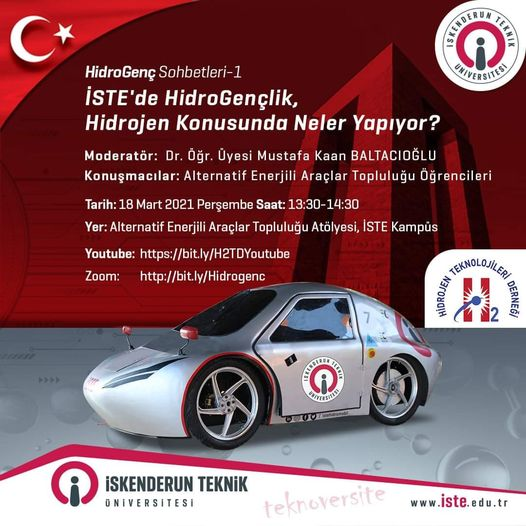 İSKENDERUN TEKNİK
ÜNİVERSİTESİ
HidroGenç Sohbetleri-1
İSTE'de HidroGençlik,
Hidrojen Konusunda Neler Yapıyor?
Moderatör: Dr. Öğr. Üyesi Mustafa Kaan BALTACIOĞLU
Konuşmacılar: Alternatif Enerjili Araçlar Topluluğu Öğrencileri
Tarih: 18 Mart 2021 Perşembe Saat: 13:30-14:30
Yer: Alternatif Enerjili Araçlar Topluluğu Atölyesi, İSTE Kampüs
Youtube: https://bit.ly/H2TDYoutube
Zoom: http://bit.ly/Hidrogenc
HİDROJEN TEKNOLOJİLERİ DERNEĞİ
H2
7
İSKENDERUN TEKNİK
ÜNİVERSİTESİ
İSKENDERUN TEKNİK
ÜNİVERSİTESİ
teknoversite
www.iste.edu.tr